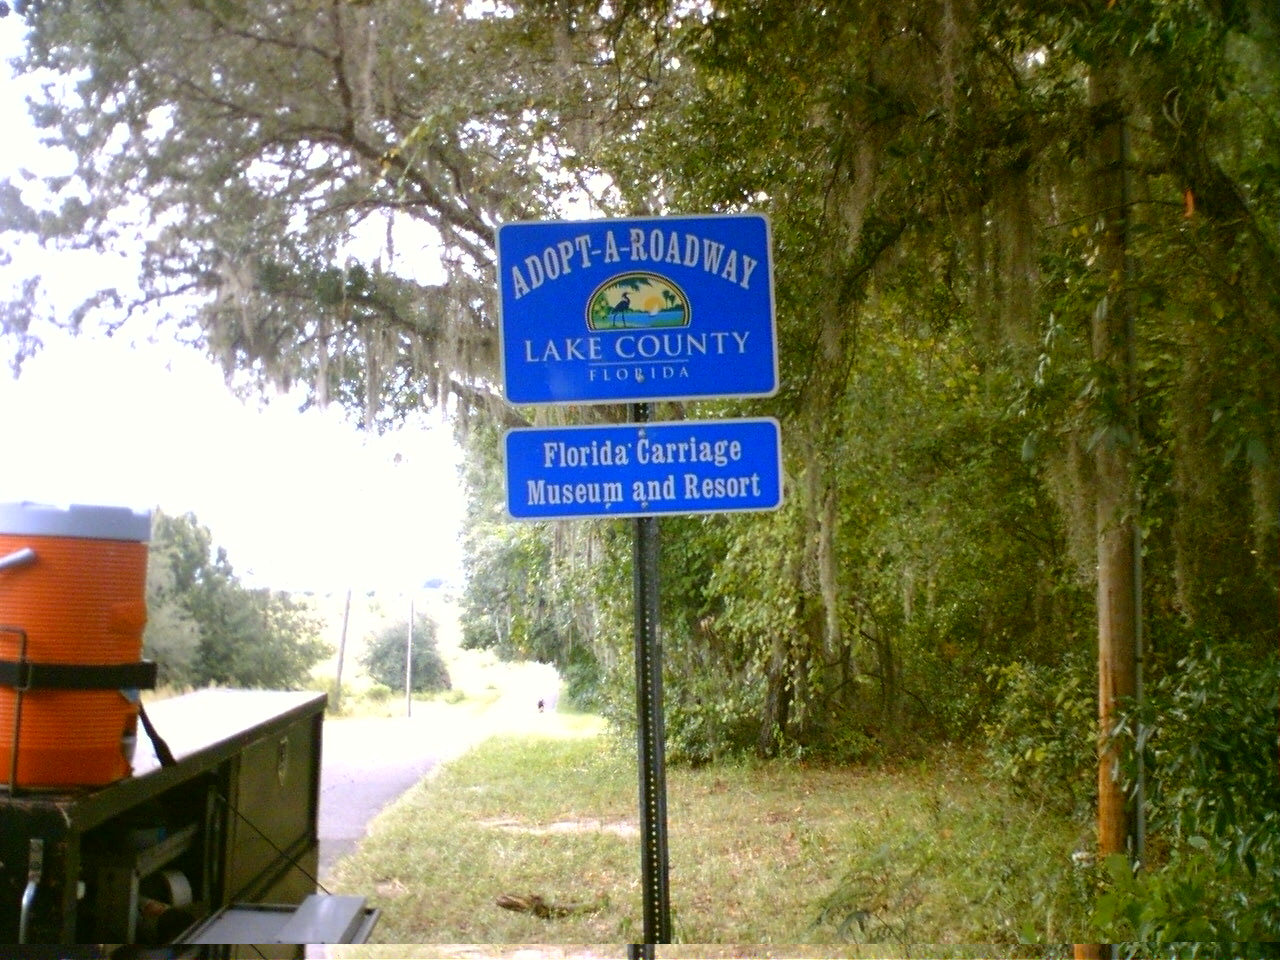 ADOPT-A-ROADWAY
LAKE COUNTY
FLORIDA
Florida Carriage
Museum and Resort